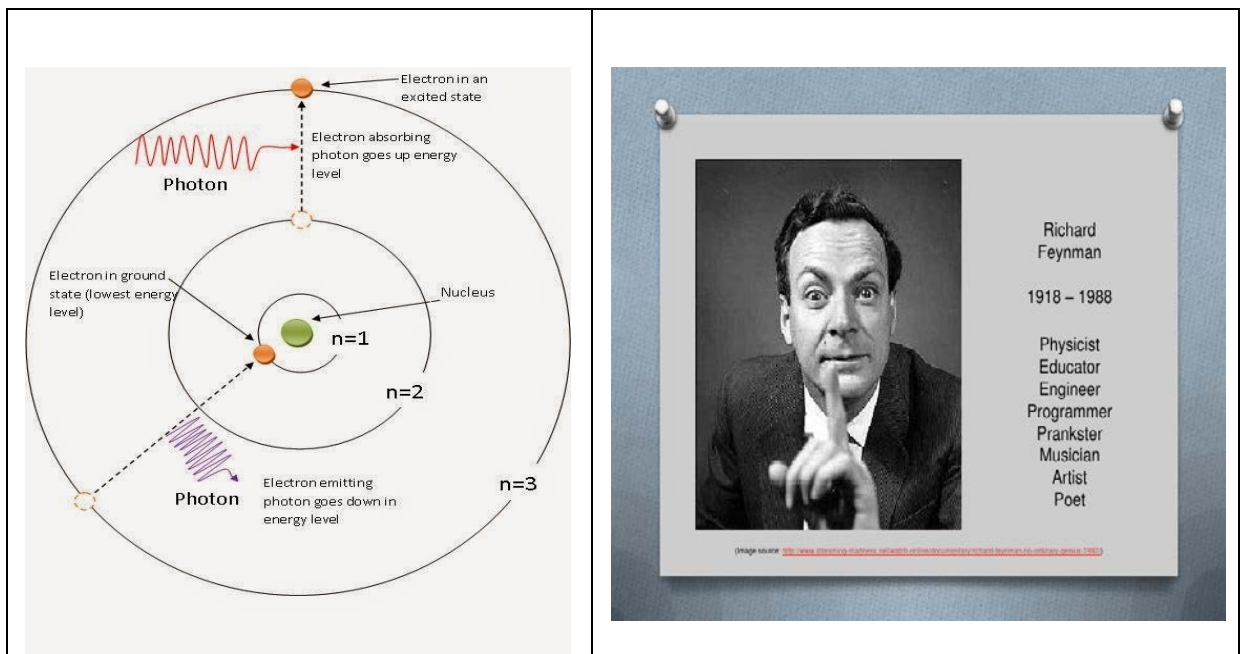 Electron in an
excited state
Electron absorbing
photon goes up energy
level
Photon
Electron in ground
state (lowest energy
level)
Nucleus
n=1
n=2
n=3
Photon
Electron emitting
photon goes down in
energy level
Richard
Feynman
1918 – 1988
Physicist
Educator
Engineer
Programmer
Prankster
Musician
Artist
Poet
(Image source: